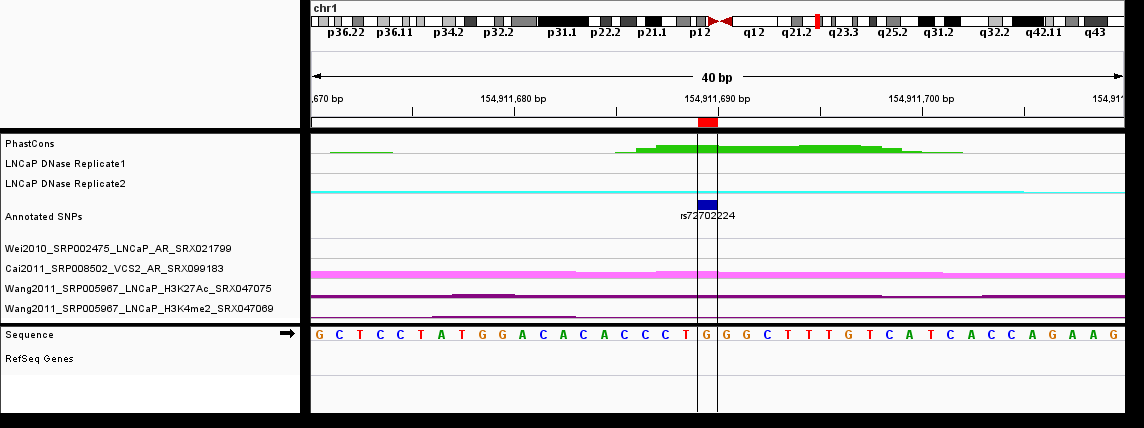 chr1
p36.22 p36.11 p34.2 p32.2 p31.1 p22.2 p21.1 p12 q12 q21.2 q23.3 q25.2 q31.2 q32.2 q42.11 q43
40 bp
,670 bp 154,911,680 bp 154,911,690 bp 154,911,700 bp 154,911
PhastCons
LNCaP DNase Replicate1
LNCaP DNase Replicate2
Annotated SNPs
rs72702224
Wei2010_SRP002475_LNCaP_AR_SRX021799
Cai2011_SRP008502_VCS2_AR_SRX099183
Wang2011_SRP005967_LNCaP_H3K27Ac_SRX047075
Wang2011_SRP005967_LNCaP_H3K4me2_SRX047069
Sequence G C T C C T A T G G A C A C A C C C T G G G C T T T G T C A T C A C C A G A A G
RefSeq Genes